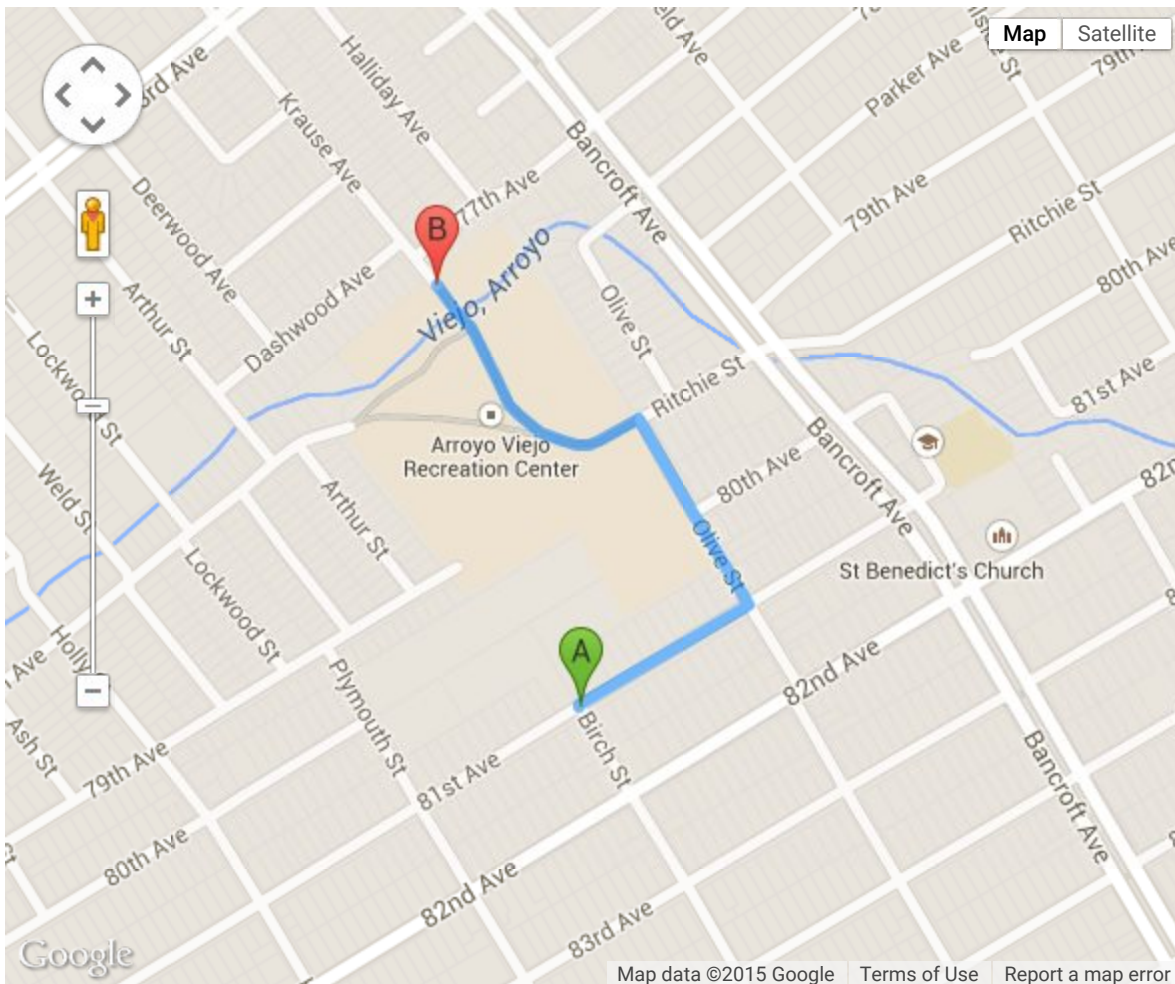 Map
Satellite
Halliday Ave
Krause Ave
Parker Ave
79th Ave
Bancroft Ave
77th Ave
79th Ave
Ritchie St
Deerwood Ave
B
Viejo, Arroyo
80th Ave
Arthur St
Dashwood Ave
Olive St
Lockwood St
Ritchie St
81st Ave
Arroyo Viejo
Recreation Center
Bancroft Ave
80th Ave
Weld St
Arthur St
Olive St
St Benedict's Church
Lockwood St
A
82nd Ave
Plymouth St
Birch St
Ash St
79th Ave
81st Ave
Bancroft Ave
80th Ave
82nd Ave
83rd Ave
Google
Map data ©2015 Google
Terms of Use
Report a map error